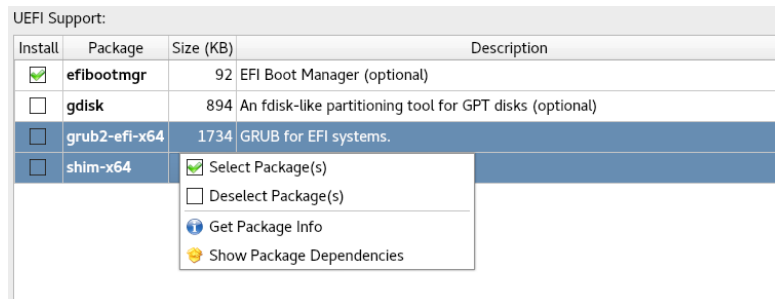 UEFI Support:
Install Package Size (KB) Description
efibootmgr 92 EFI Boot Manager (optional)
gdisk 894 An fdisk-like partitioning tool for GPT disks (optional)
grub2-efi-x64 1734 GRUB for EFI systems.
shim-x64
Select Package(s)
Deselect Package(s)
Get Package Info
Show Package Dependencies